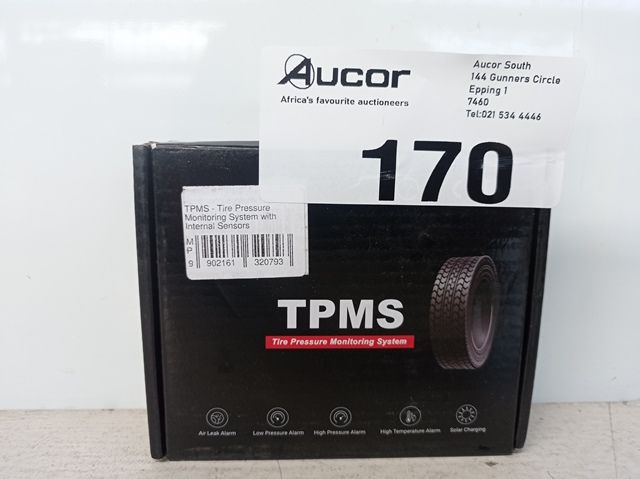 Aucor
Africa's favourite auctioneers
Aucor South
144 Gunners Circle
Epping 1
7460
Tel:021 534 4446
170
TPMS - Tire Pressure
Monitoring System with
Internal Sensors
M
P
9 902161 320793
TPMS
Tire Pressure Monitoring System
Air Leak Alarm
Low Pressure Alarm
High Pressure Alarm
High Temperature Alarm
Solar Charging